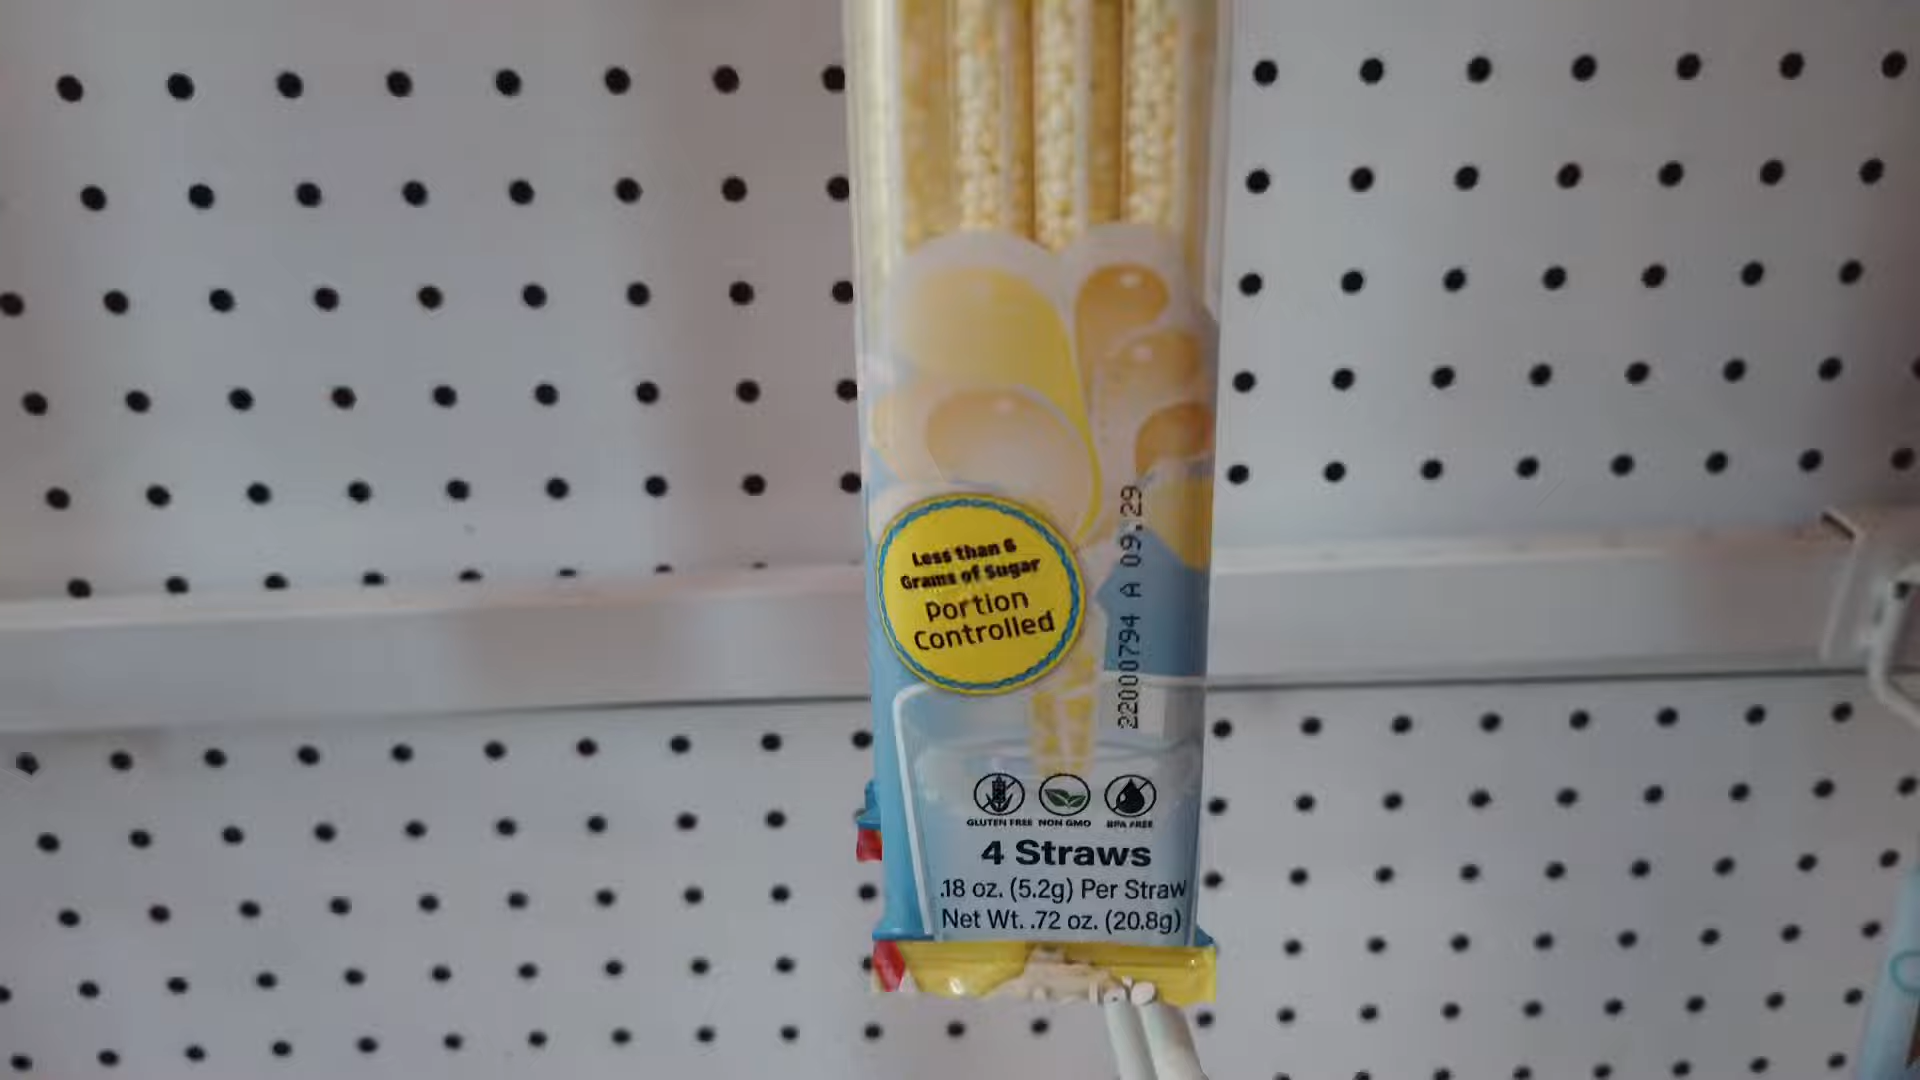 Less than 6
Grams of Sugar
Portion
Controlled
22000794 A 09.29
GLUTEN FREE NON GMO BPA FREE
4 Straws
.18 oz. (5.2g) Per Straw
Net Wt. .72 oz. (20.8g)